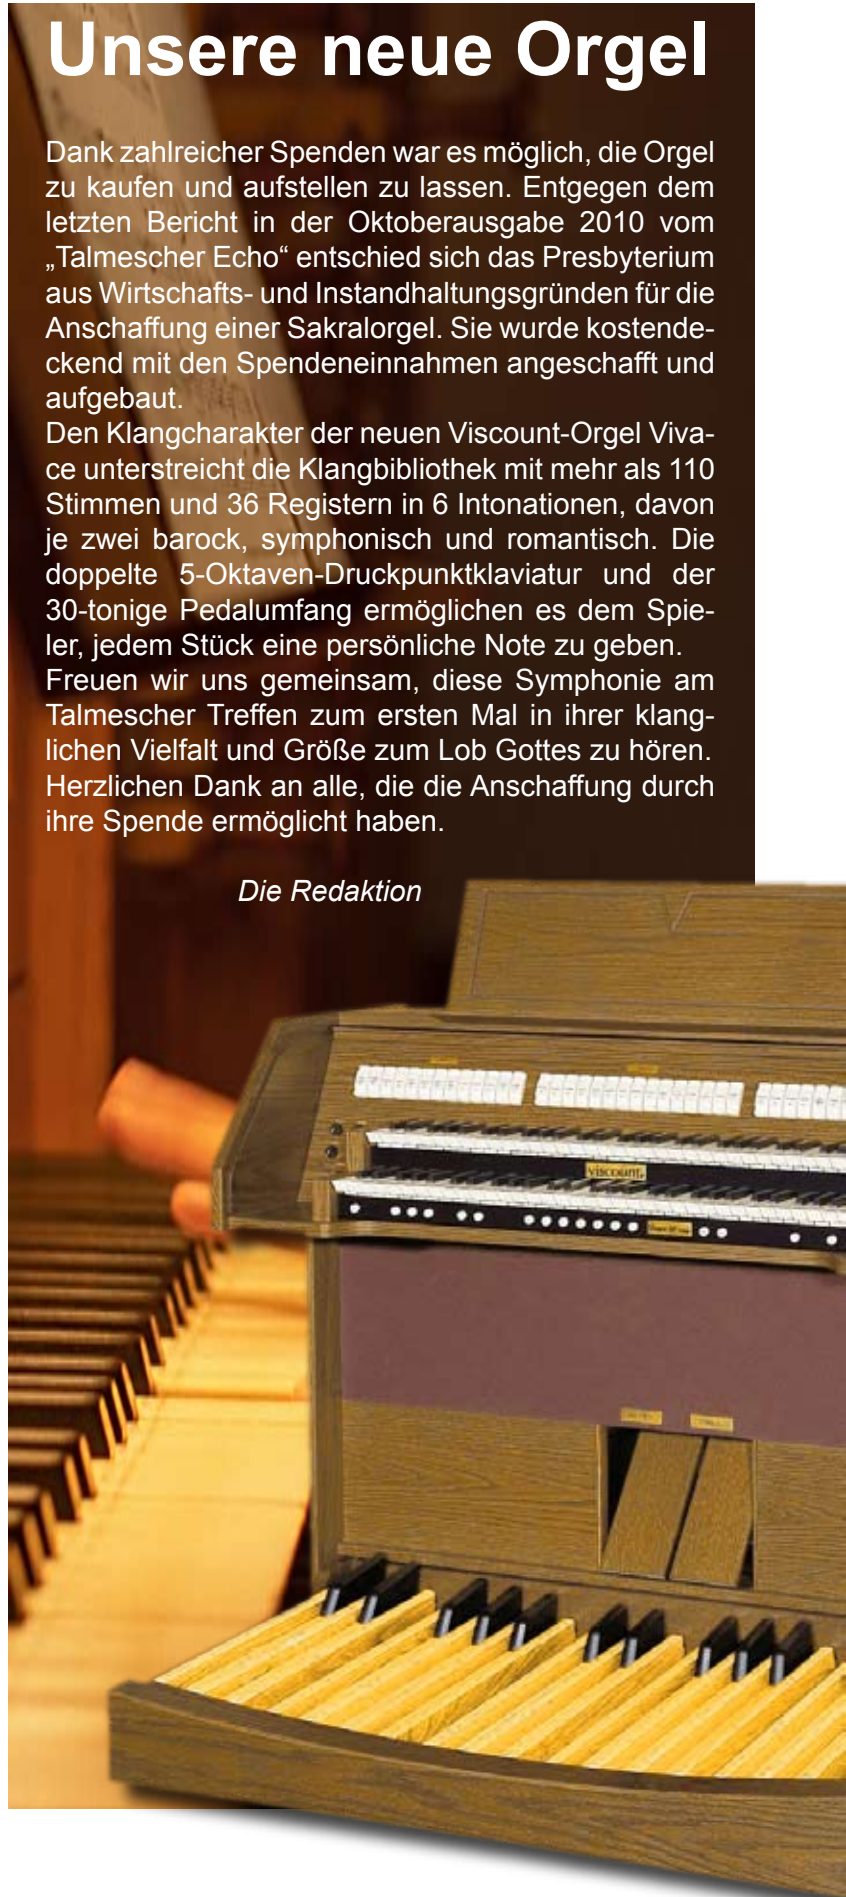 Unsere neue Orgel
Dank zahlreicher Spenden war es möglich, die Orgel
zu kaufen und aufstellen zu lassen. Entgegen dem
letzten Bericht in der Oktoberausgabe 2010 vom
„Talmescher Echo“ entschied sich das Presbyterium
aus Wirtschafts- und Instandhaltungsgründen für die
Anschaffung einer Sakralorgel. Sie wurde kostende-
ckend mit den Spendeneinnahmen angeschafft und
aufgebaut.
Den Klangcharakter der neuen Viscount-Orgel Viva-
ce unterstreicht die Klangbibliothek mit mehr als 110
Stimmen und 36 Registern in 6 Intonationen, davon
je zwei barock, symphonisch und romantisch. Die
doppelte 5-Oktaven-Druckpunktklaviatur und der
30-tonige Pedalumfang ermöglichen es dem Spie-
ler, jedem Stück eine persönliche Note zu geben.
Freuen wir uns gemeinsam, diese Symphonie am
Talmescher Treffen zum ersten Mal in ihrer klang-
lichen Vielfalt und Größe zum Lob Gottes zu hören.
Herzlichen Dank an alle, die die Anschaffung durch
ihre Spende ermöglicht haben.
Die Redaktion
viscount